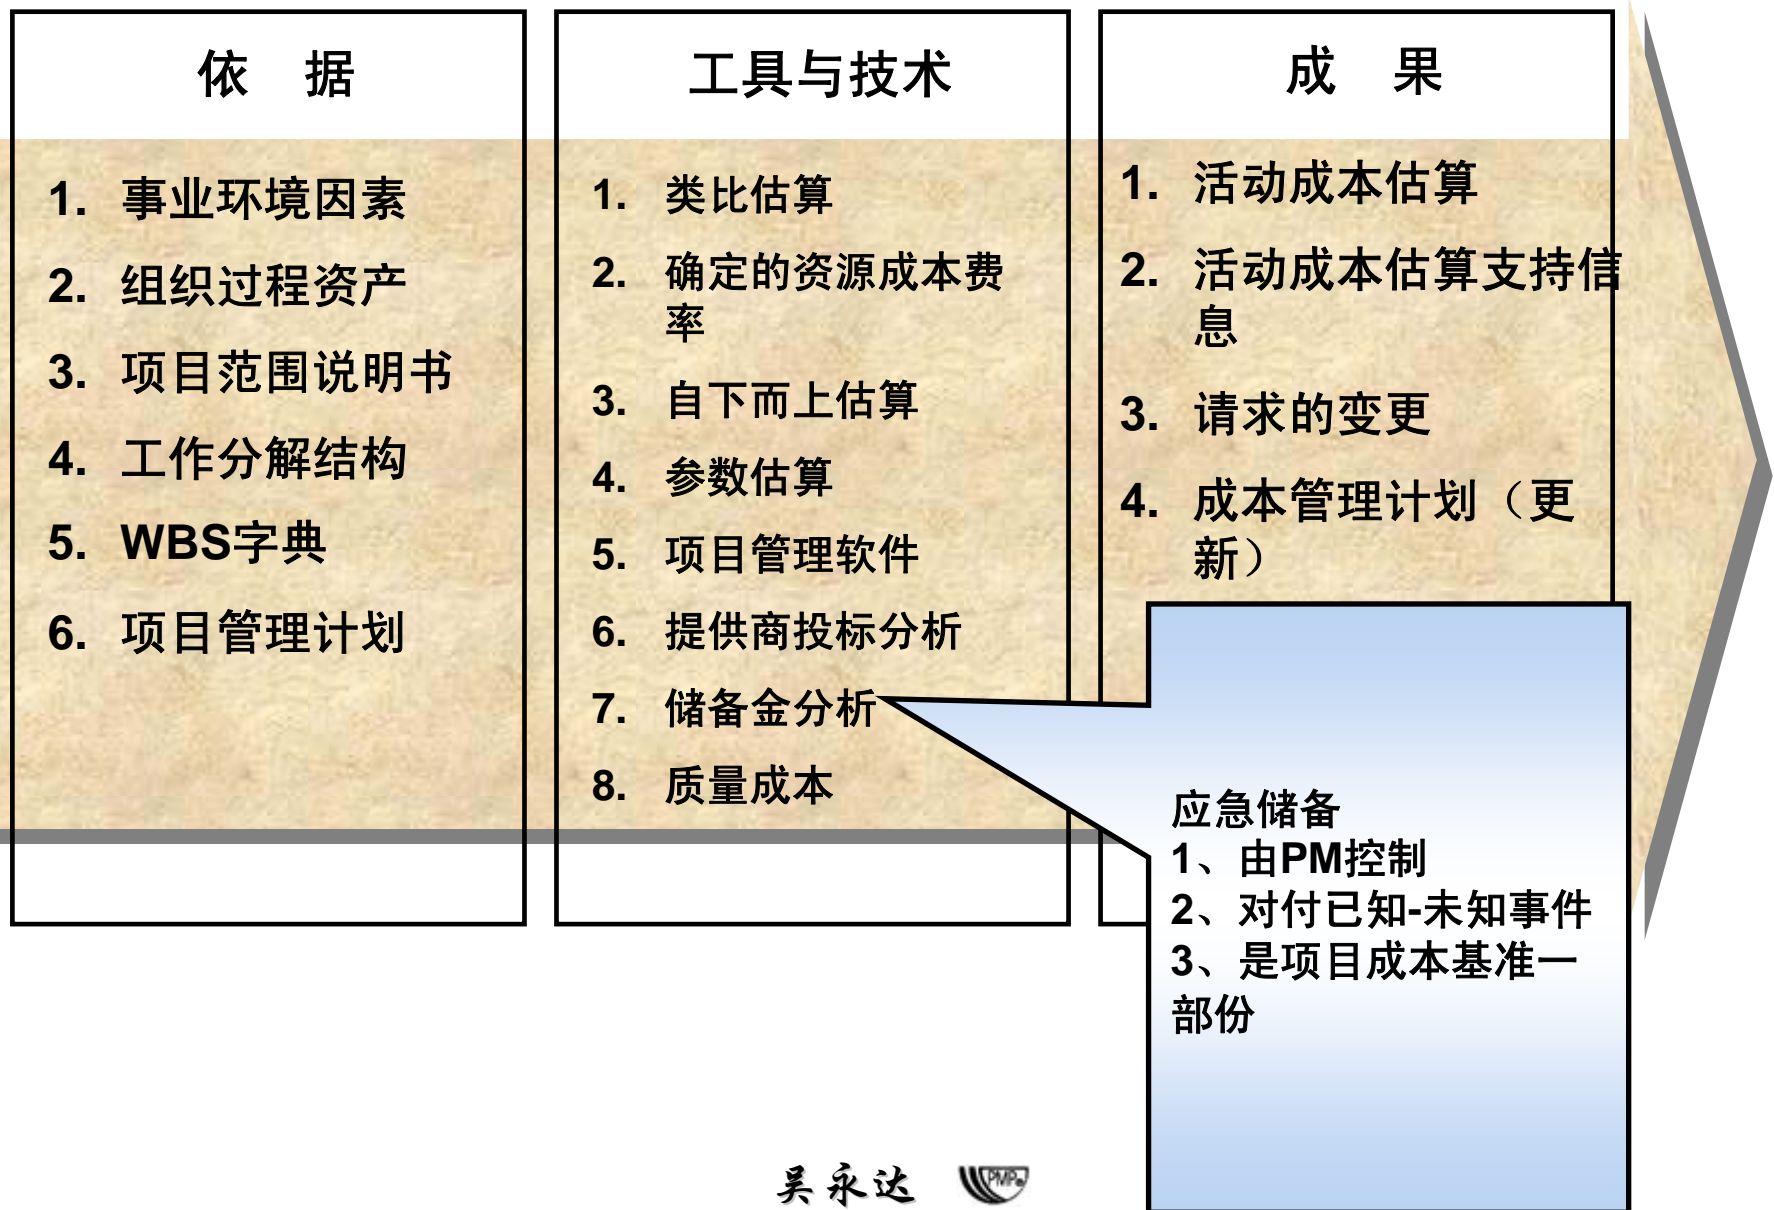 依 据
1. 事业环境因素
2. 组织过程资产
3. 项目范围说明书
4. 工作分解结构
5. WBS字典
6. 项目管理计划
工具与技术
1. 类比估算
2. 确定的资源成本费
率
3. 自下而上估算
4. 参数估算
5. 项目管理软件
6. 提供商投标分析
7. 储备金分析
8. 质量成本
成 果
1. 活动成本估算
2. 活动成本估算支持信
息
3. 请求的变更
4. 成本管理计划（更
新）
应急储备
1、由PM控制
2、对付已知-未知事件
3、是项目成本基准一
部份
吴永达
PMP®